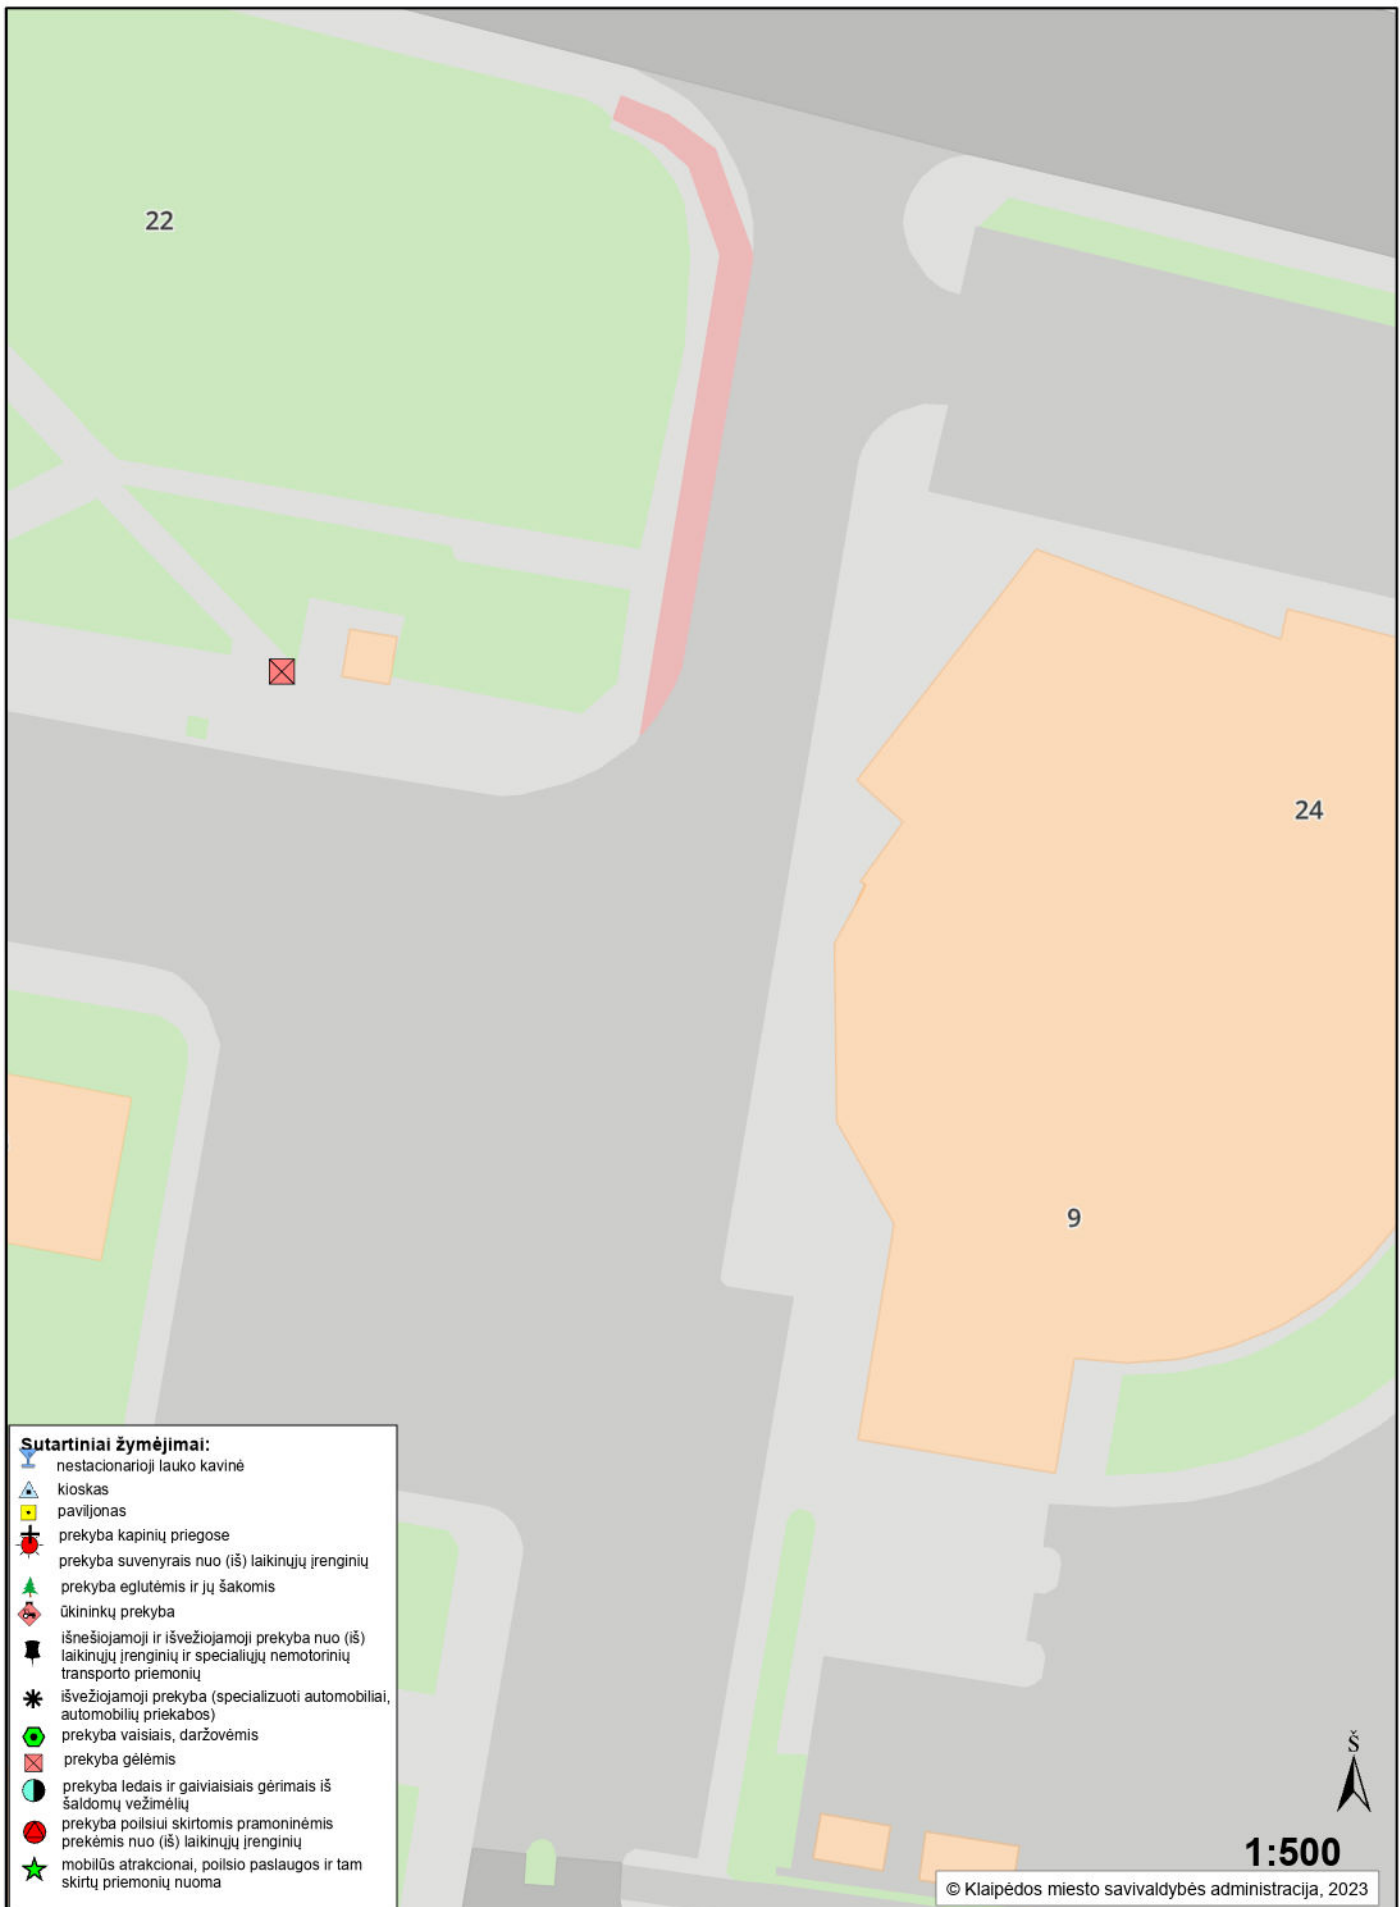 22
24
9
Sutartiniai žymėjimai:
nestacionarioji lauko kavinė
kioskas
paviljonas
prekyba kapinių priegose
prekyba suvenyrais nuo (iš) laikinųjų įrenginių
prekyba eglutėmis ir jų šakomis
ūkininkų prekyba
išnešiojamoji ir išvežiojamoji prekyba nuo (iš)
laikinųjų įrenginių ir specialiųjų nemotorinių
transporto priemonių
išvežiojamoji prekyba (specializuoti automobiliai,
automobilių priekabos)
prekyba vaisiais, daržovėmis
prekyba gėlėmis
prekyba ledais ir gaiviaisiais gėrimais iš
šaldomų vežimėlių
prekyba poilsiui skirtomis pramoninėmis
prekėmis nuo (iš) laikinųjų įrenginių
mobilūs atrakcionai, poilsio paslaugos ir tam
skirtų priemonių nuoma
Š
1:500
© Klaipėdos miesto savivaldybės administracija, 2023